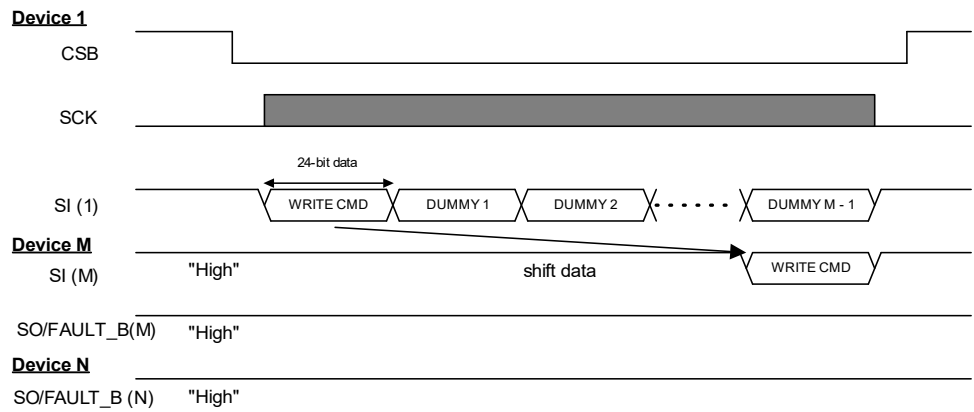 Device 1
CSB
SCK
24-bit data
SI (1) WRITE CMD DUMMY 1 DUMMY 2 DUMMY M - 1
Device M
SI (M) "High" shift data WRITE CMD
SO/FAULT_B(M) "High"
Device N
SO/FAULT_B (N) "High"